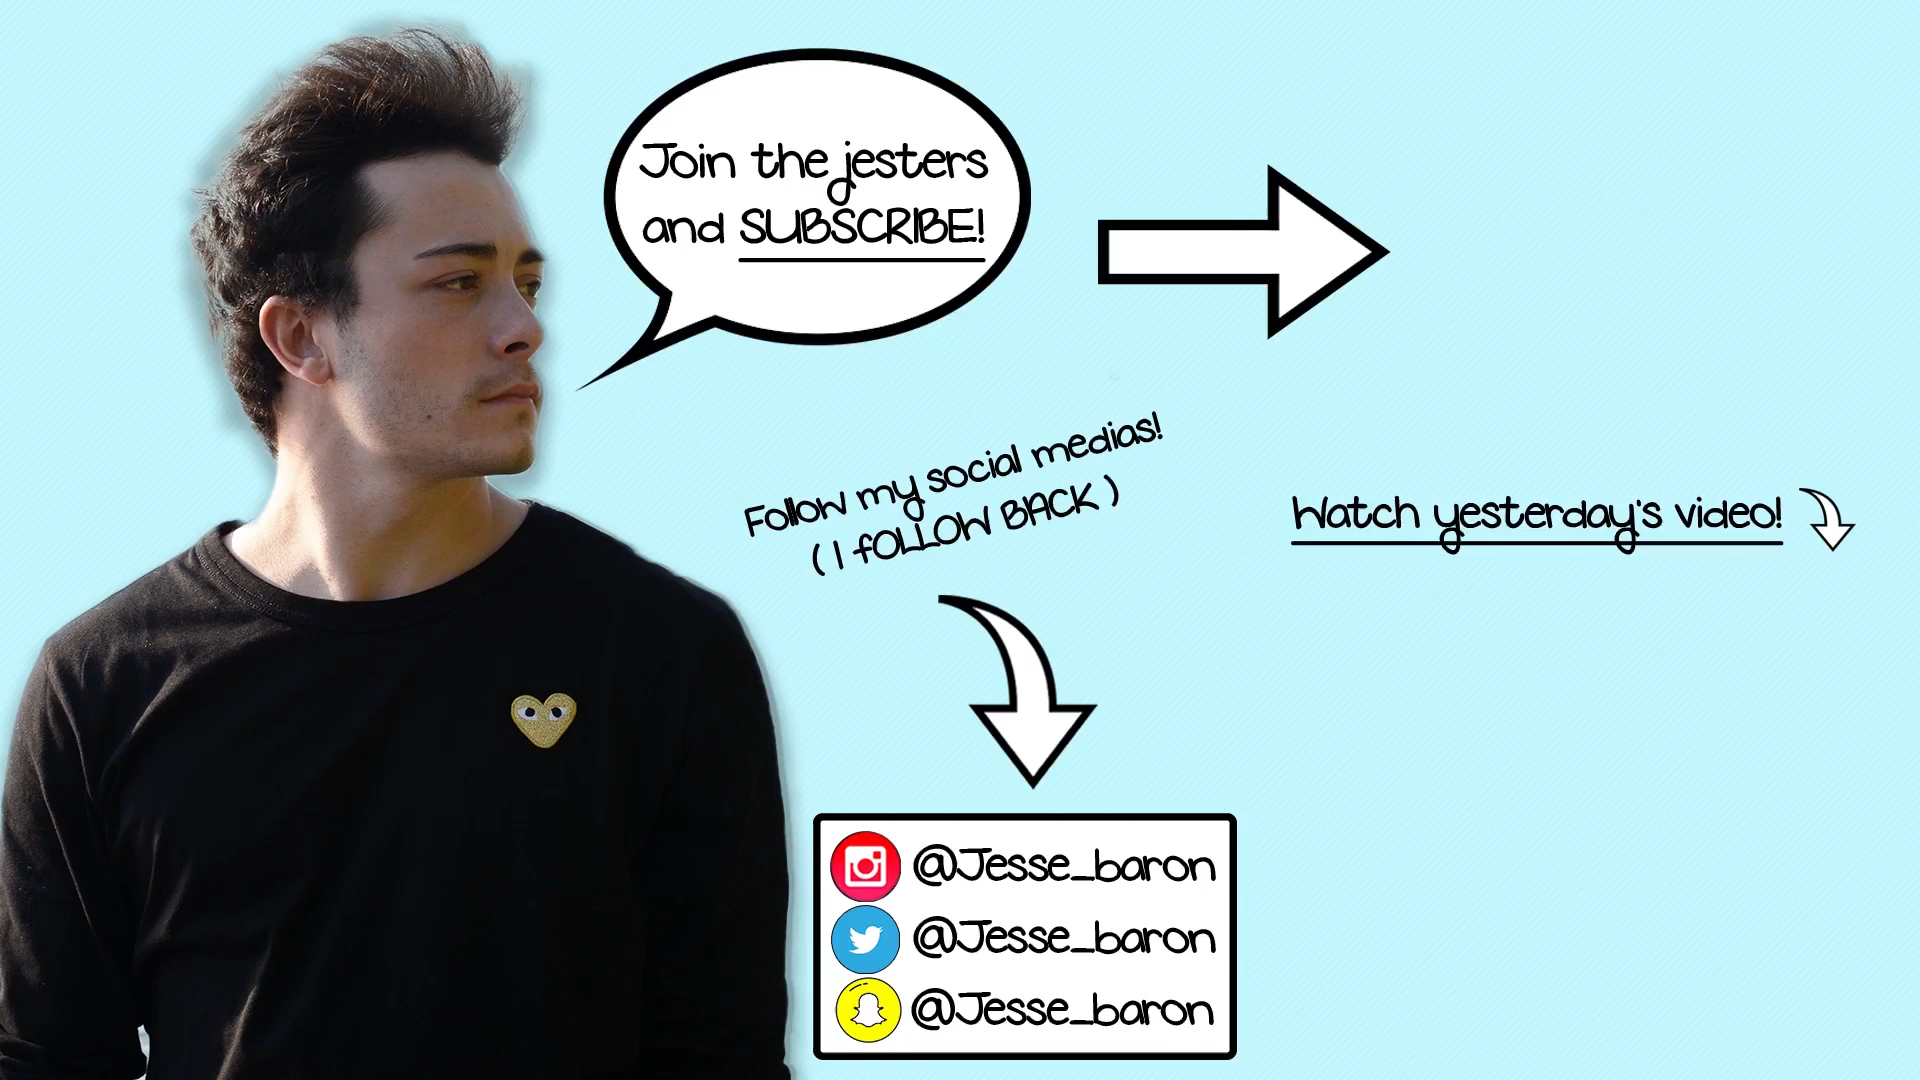 Join the jesters
and SUBSCRIBE!
Follow my social medias!
( I fOLLOW BACK )
Watch yesterday's video!
@Jesse_baron
@Jesse_baron
@Jesse_baron